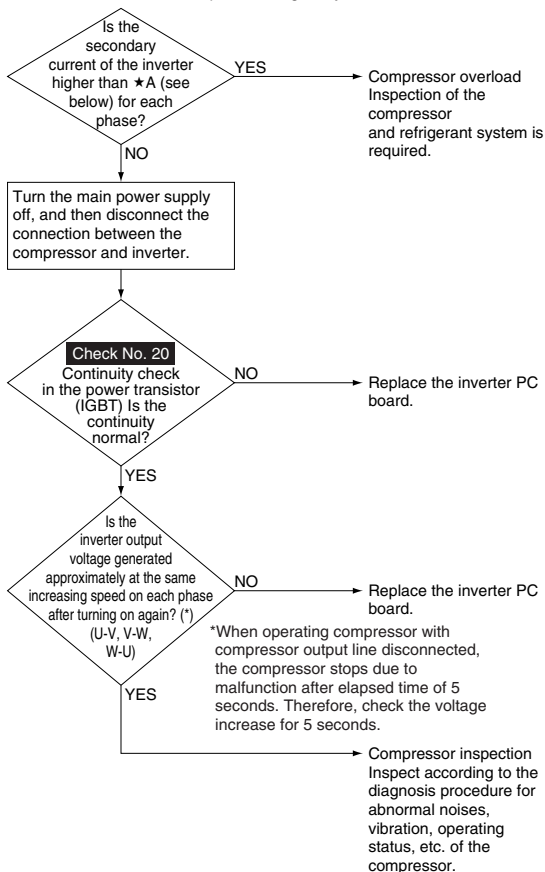 Is the
secondary
current of the inverter
higher than ★A (see
below) for each
phase?
YES
Compressor overload
Inspection of the
compressor
and refrigerant system is
required.
NO
Turn the main power supply
off, and then disconnect the
connection between the
compressor and inverter.
Check No. 20
Continuity check
in the power transistor
(IGBT) Is the
continuity
normal?
NO
Replace the inverter PC
board.
YES
Is the
inverter output
voltage generated
approximately at the same
increasing speed on each phase
after turning on again? (*)
(U-V, V-W,
W-U)
NO
Replace the inverter PC
board.
*When operating compressor with
compressor output line disconnected,
the compressor stops due to
malfunction after elapsed time of 5
seconds. Therefore, check the voltage
increase for 5 seconds.
YES
Compressor inspection
Inspect according to the
diagnosis procedure for
abnormal noises,
vibration, operating
status, etc. of the
compressor.